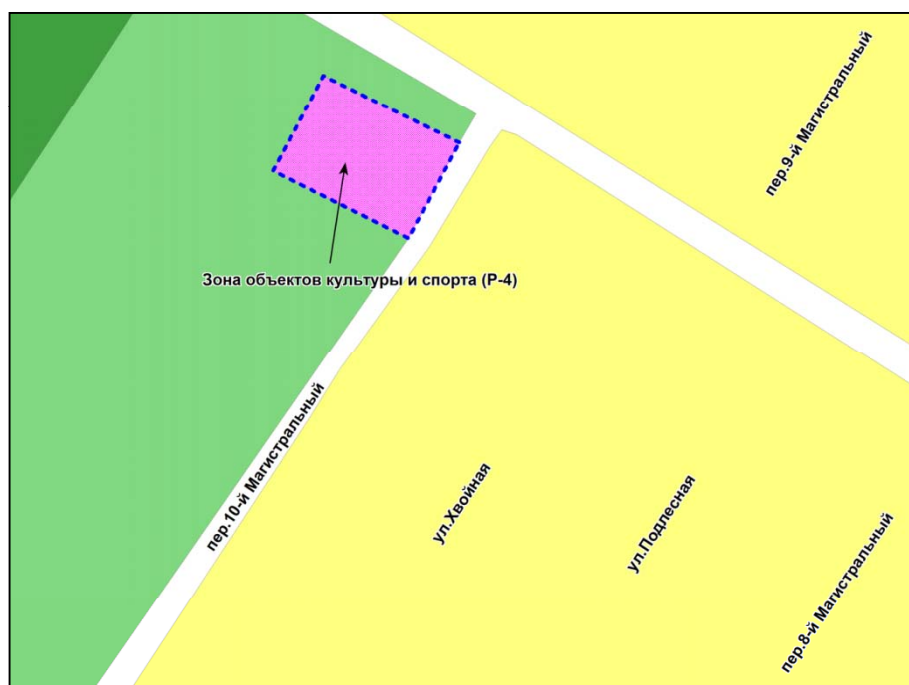 пер.9-й Магистральный
Зона объектов культуры и спорта (Р-4)
пер.10-й Магистральный
ул.Хвойная
ул.Подлесная
пер.8-й Магистральный